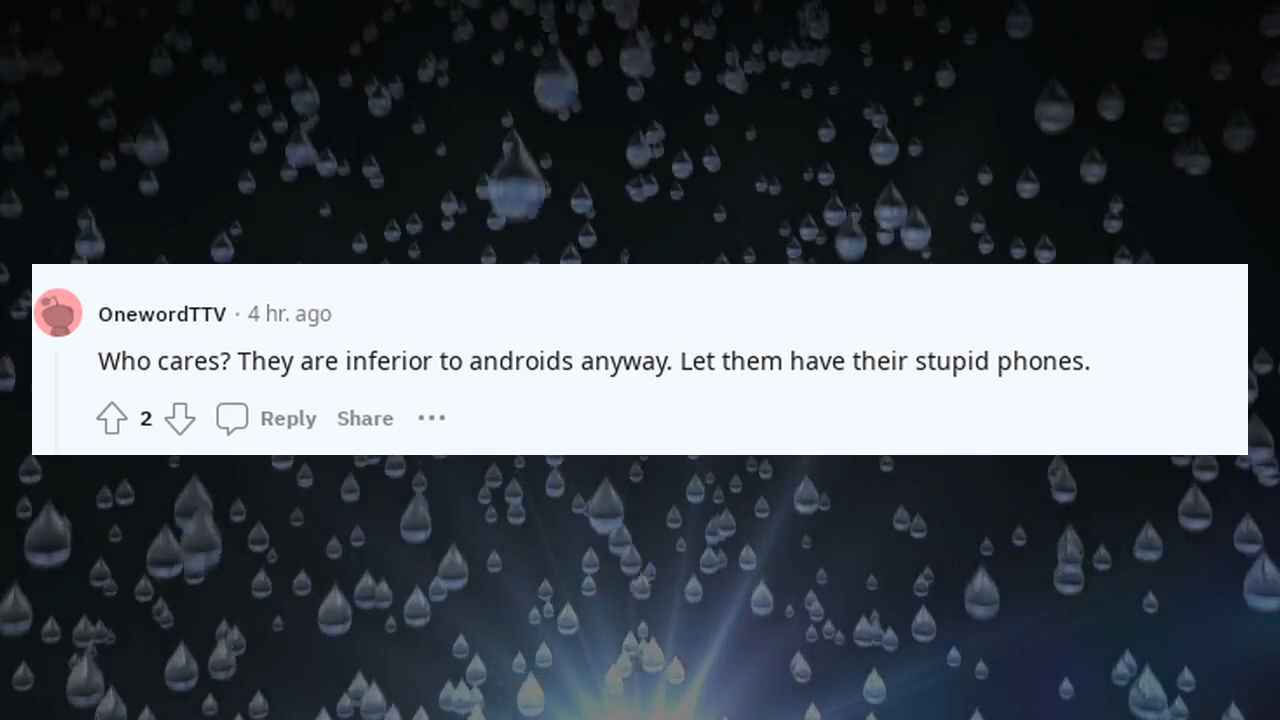 OnewordTTV · 4 hr. ago
Who cares? They are inferior to androids anyway. Let them have their stupid phones.
2 Reply Share ···